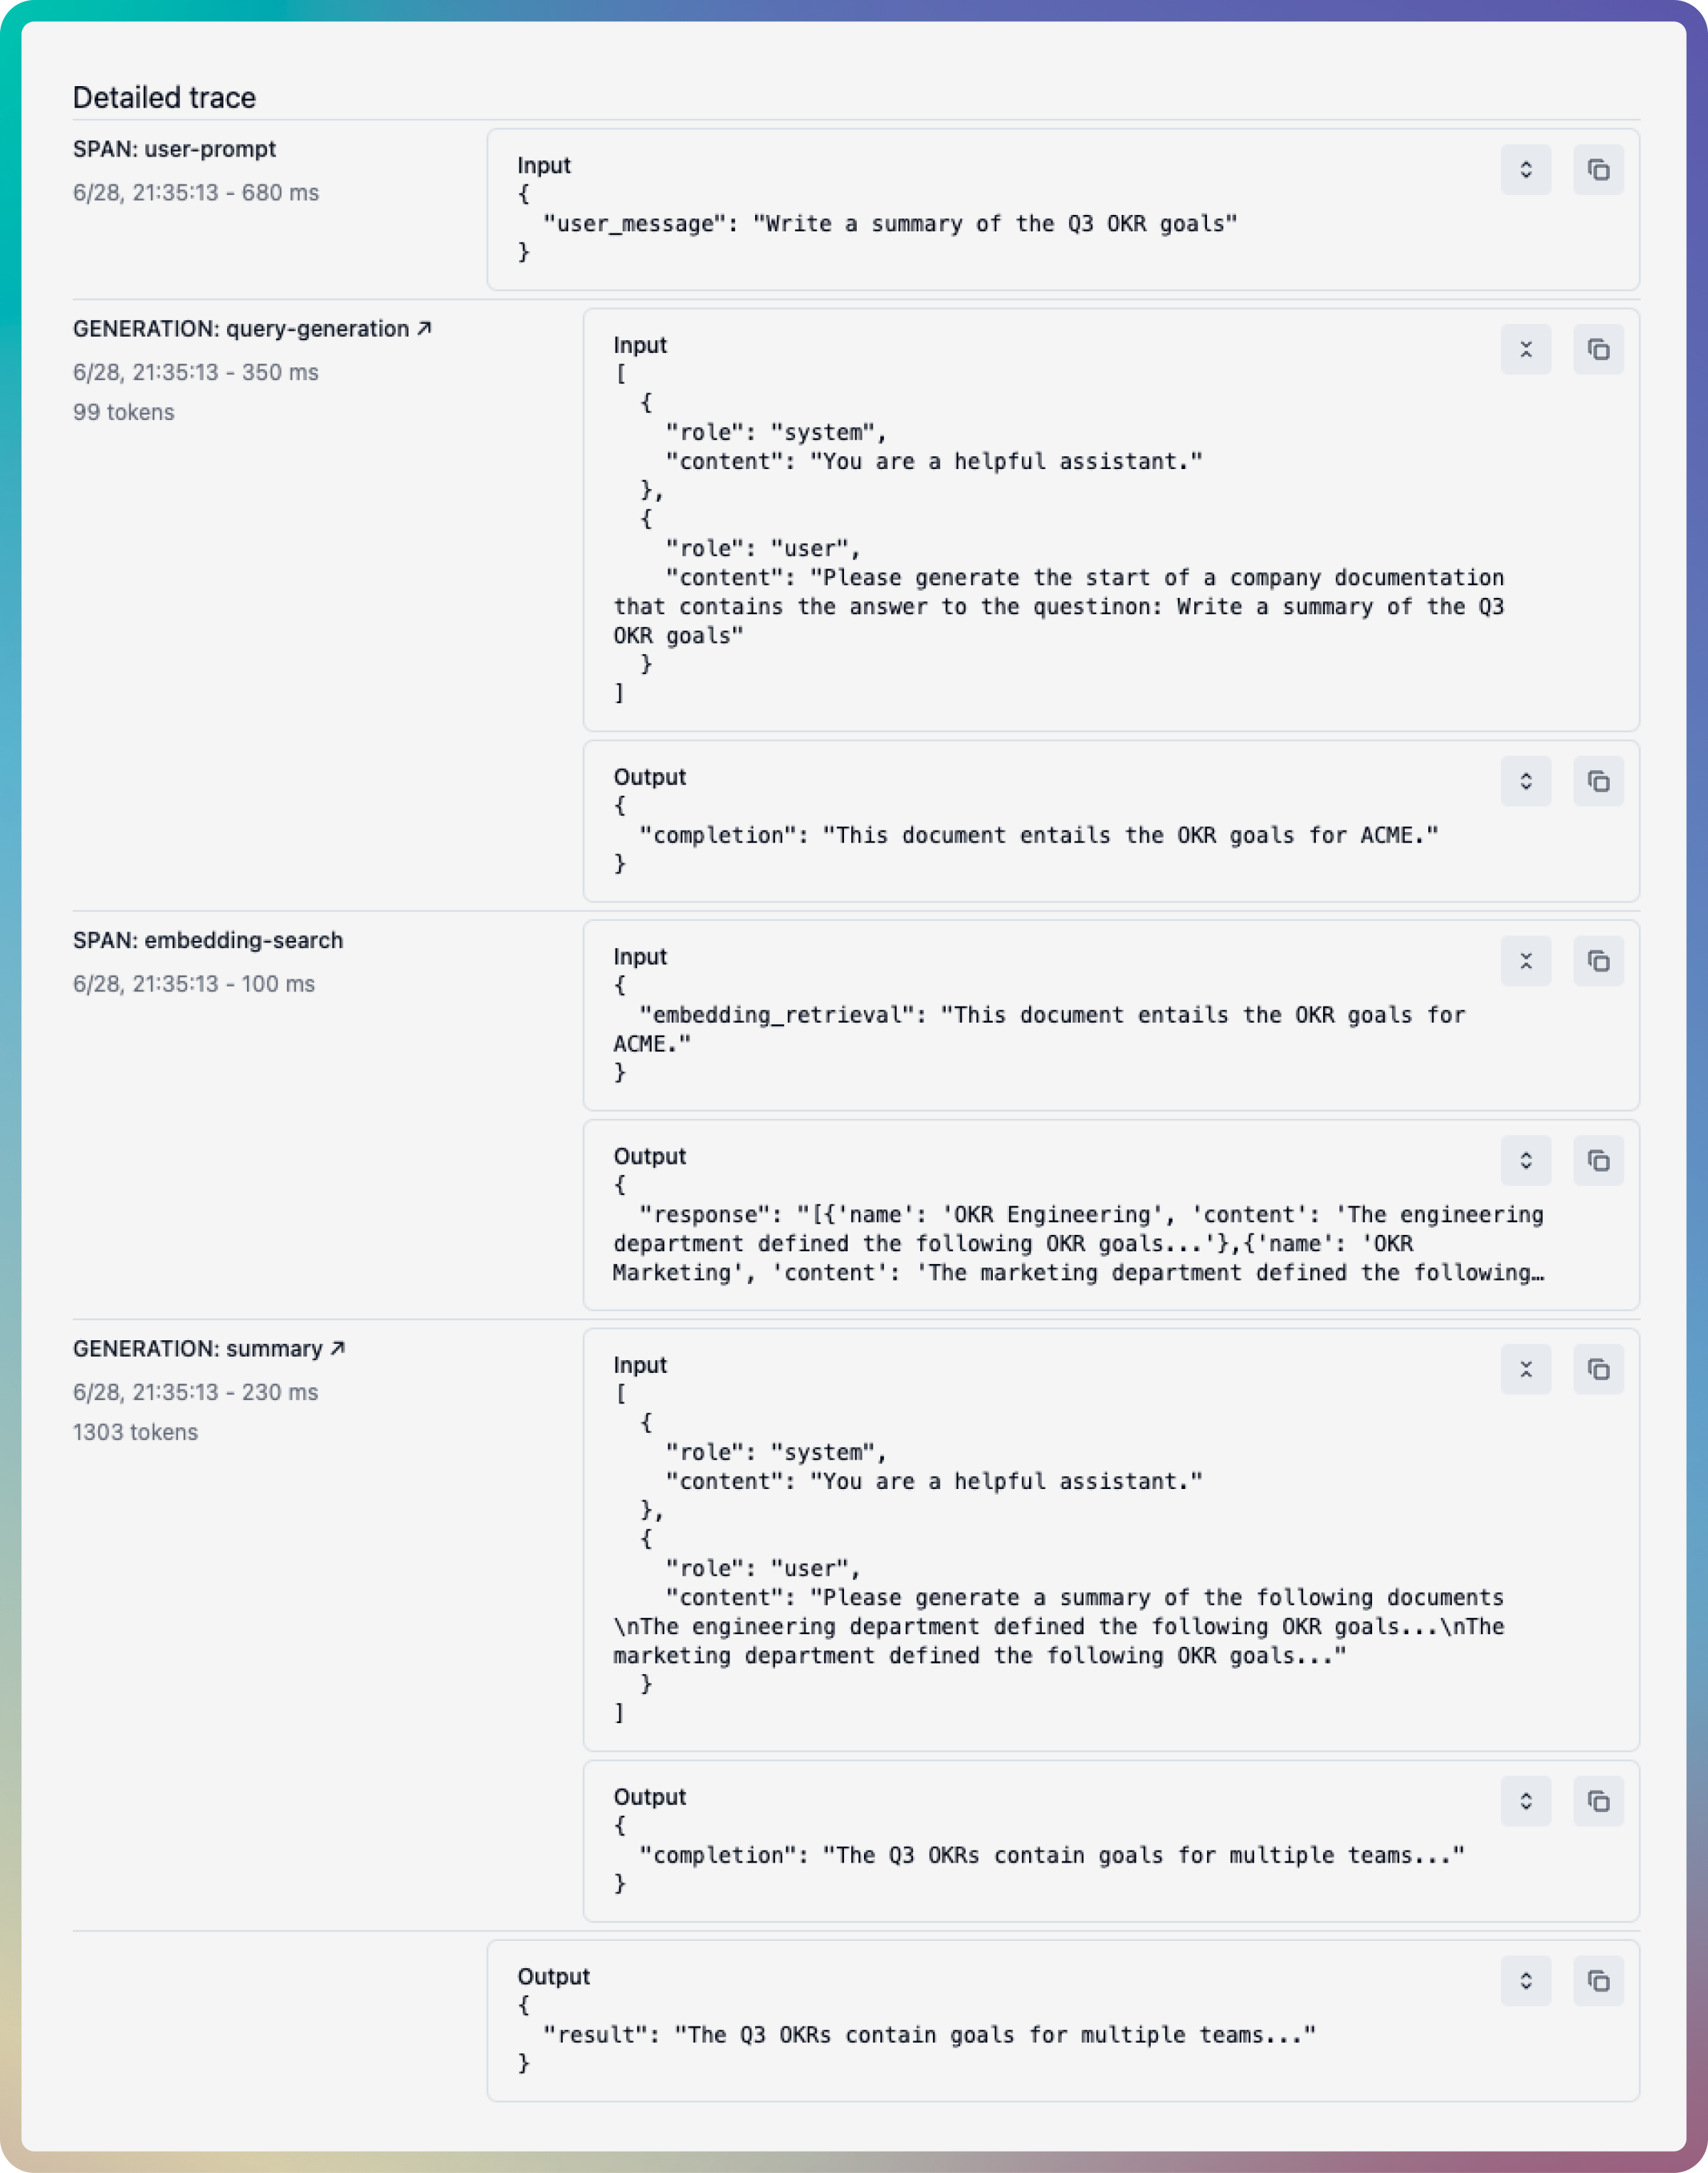 Detailed trace
SPAN: user-prompt
6/28, 21:35:13 - 680 ms
Input
{
  "user_message": "Write a summary of the Q3 OKR goals"
}
GENERATION: query-generation ↗
6/28, 21:35:13 - 350 ms
99 tokens
Input
[
  {
    "role": "system",
    "content": "You are a helpful assistant."
  },
  {
    "role": "user",
    "content": "Please generate the start of a company documentation
that contains the answer to the questinon: Write a summary of the Q3
OKR goals"
  }
]
Output
{
  "completion": "This document entails the OKR goals for ACME."
}
SPAN: embedding-search
6/28, 21:35:13 - 100 ms
Input
{
  "embedding_retrieval": "This document entails the OKR goals for
ACME."
}
Output
{
  "response": "[{'name': 'OKR Engineering', 'content': 'The engineering
department defined the following OKR goals...'},{'name': 'OKR
Marketing', 'content': 'The marketing department defined the following…
GENERATION: summary ↗
6/28, 21:35:13 - 230 ms
1303 tokens
Input
[
  {
    "role": "system",
    "content": "You are a helpful assistant."
  },
  {
    "role": "user",
    "content": "Please generate a summary of the following documents
\nThe engineering department defined the following OKR goals...\nThe
marketing department defined the following OKR goals..."
  }
]
Output
{
  "completion": "The Q3 OKRs contain goals for multiple teams..."
}
Output
{
  "result": "The Q3 OKRs contain goals for multiple teams..."
}